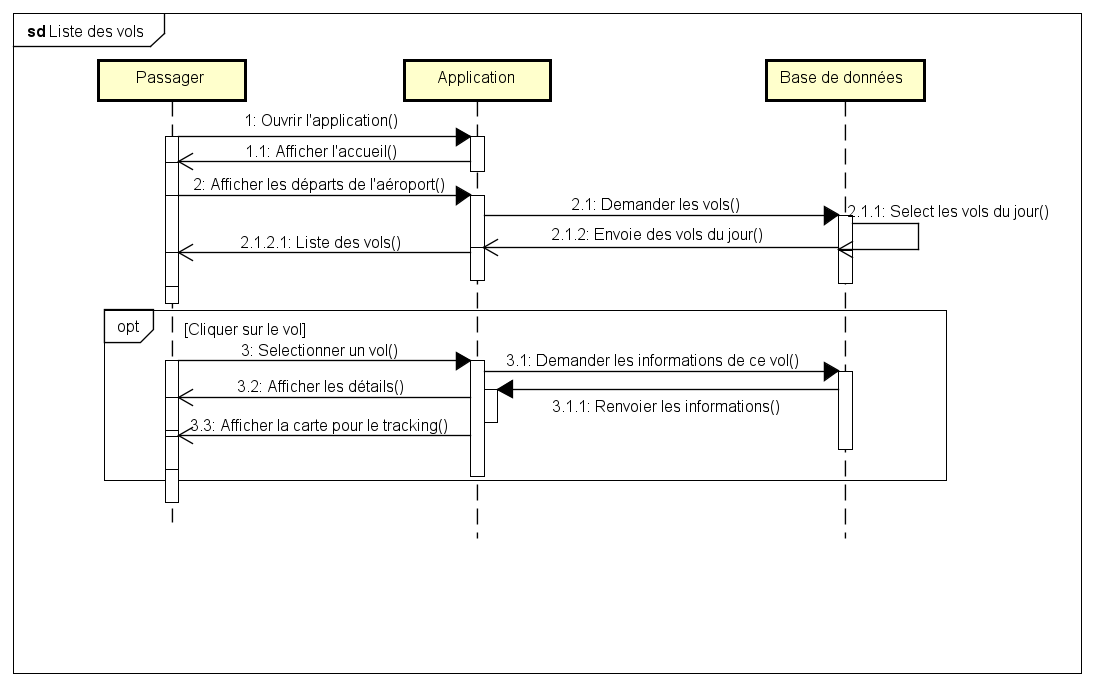 sd Liste des vols
Passager
Application
Base de données
1: Ouvrir l'application()
1.1: Afficher l'accueil()
2: Afficher les départs de l'aéroport()
2.1: Demander les vols()
2.1.1: Select les vols du jour()
2.1.2: Envoie des vols du jour()
2.1.2.1: Liste des vols()
opt
[Cliquer sur le vol]
3: Selectionner un vol()
3.1: Demander les informations de ce vol()
3.2: Afficher les détails()
3.1.1: Renvoier les informations()
3.3: Afficher la carte pour le tracking()